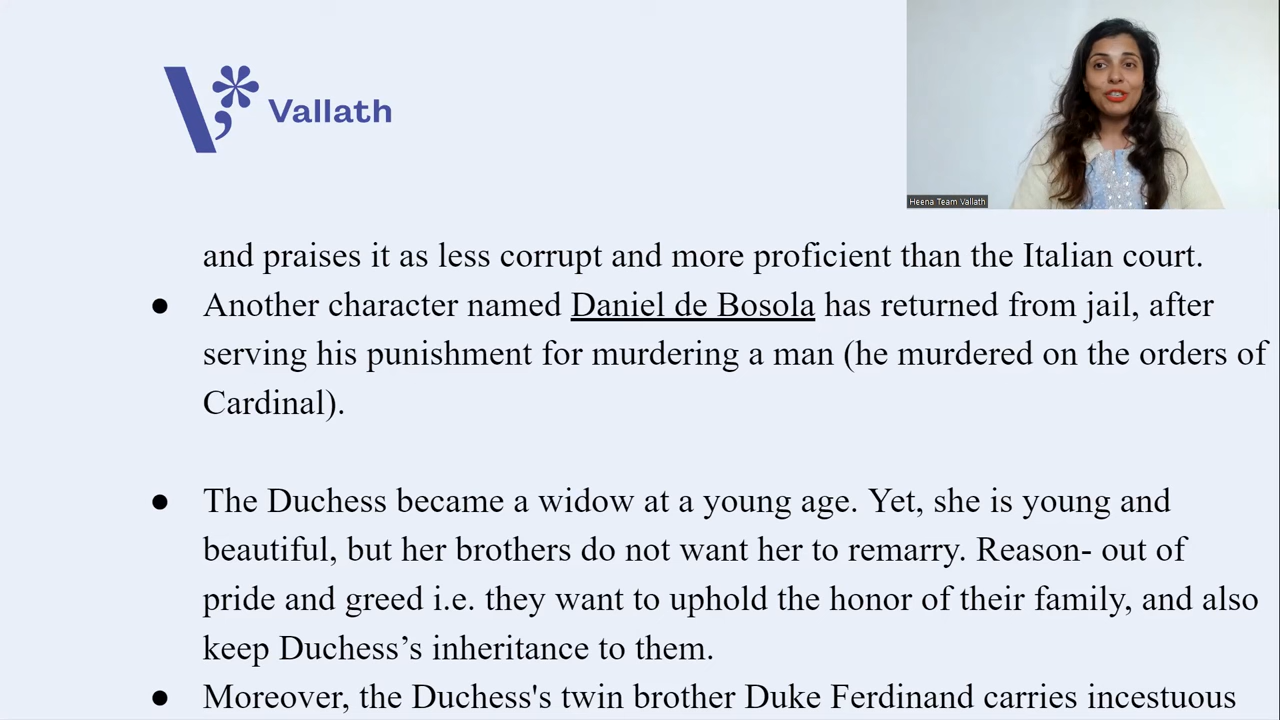 Vallath
Heena Team Vallath
and praises it as less corrupt and more proficient than the Italian court.
● Another character named Daniel de Bosola has returned from jail, after
serving his punishment for murdering a man (he murdered on the orders of
Cardinal).
● The Duchess became a widow at a young age. Yet, she is young and
beautiful, but her brothers do not want her to remarry. Reason- out of
pride and greed i.e. they want to uphold the honor of their family, and also
keep Duchess’s inheritance to them.
● Moreover, the Duchess's twin brother Duke Ferdinand carries incestuous